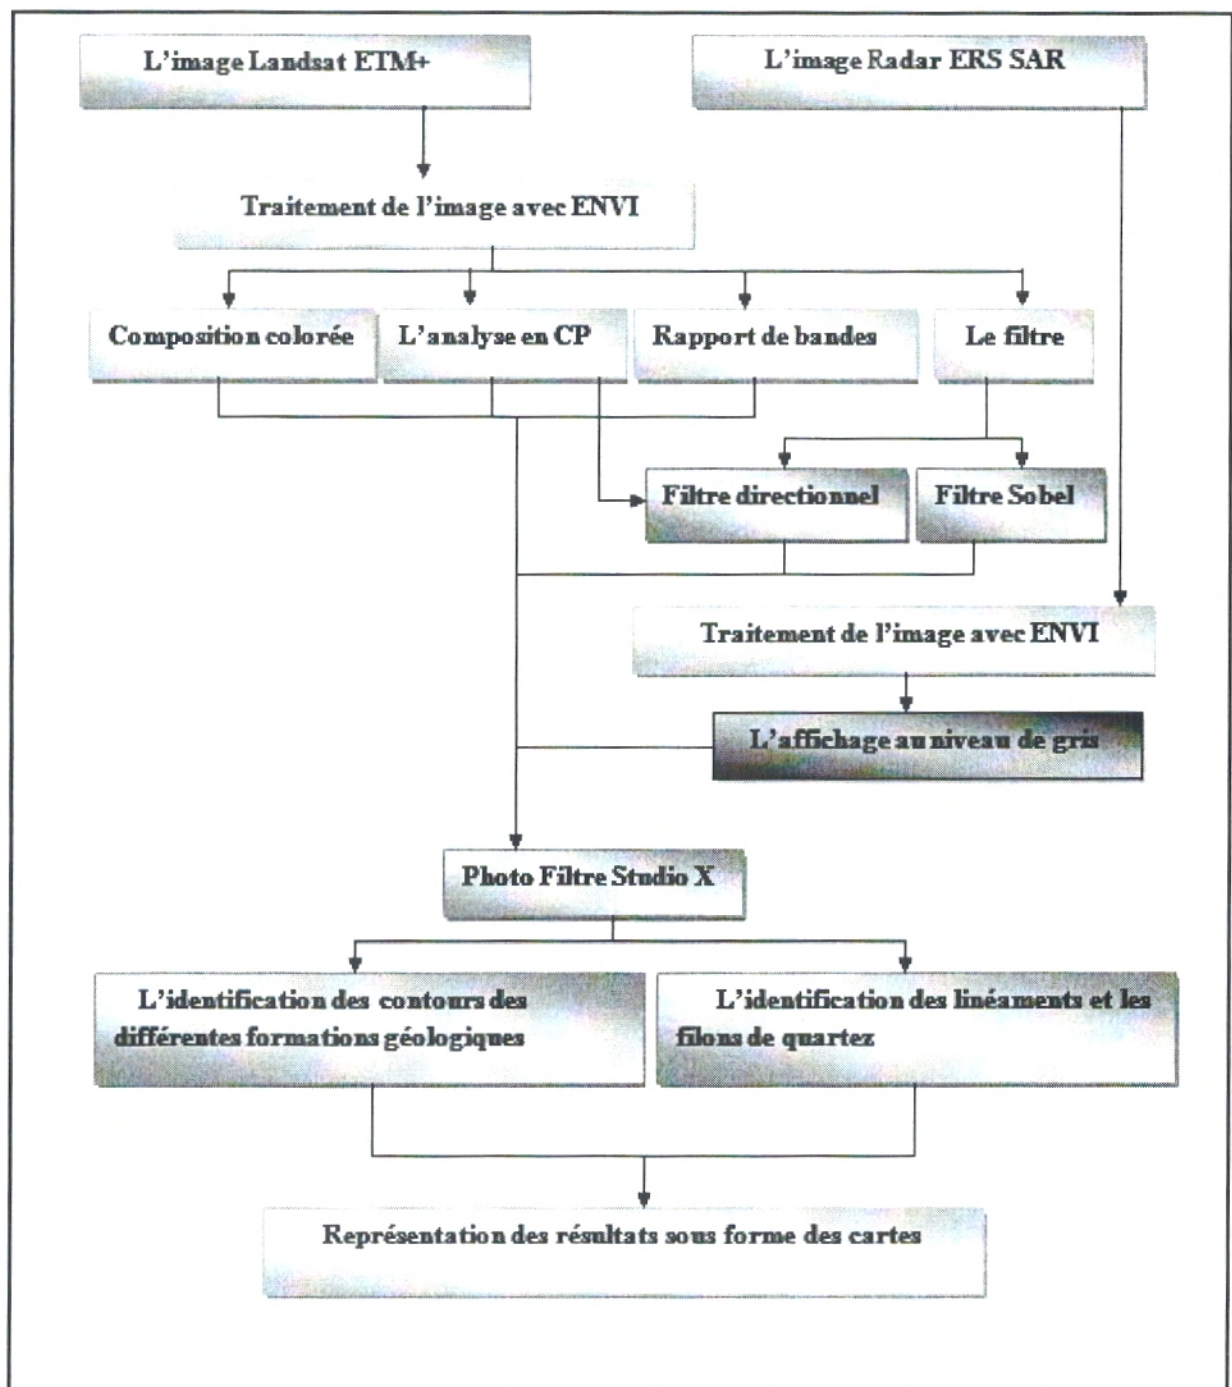 L'image Landsat ETM+
L'image Radar ERS SAR
Traitement de l'image avec ENVI
Composition colorée
L'analyse en CP
Rapport de bandes
Le filtre
Filtre directionnel
Filtre Sobel
Traitement de l'image avec ENVI
L'affichage au niveau de gris
Photo Filtre Studio X
L'identification des contours des
différentes formations géologiques
L'identification des linéaments et les
filons de quartez
Représentation des résultats sous forme des cartes